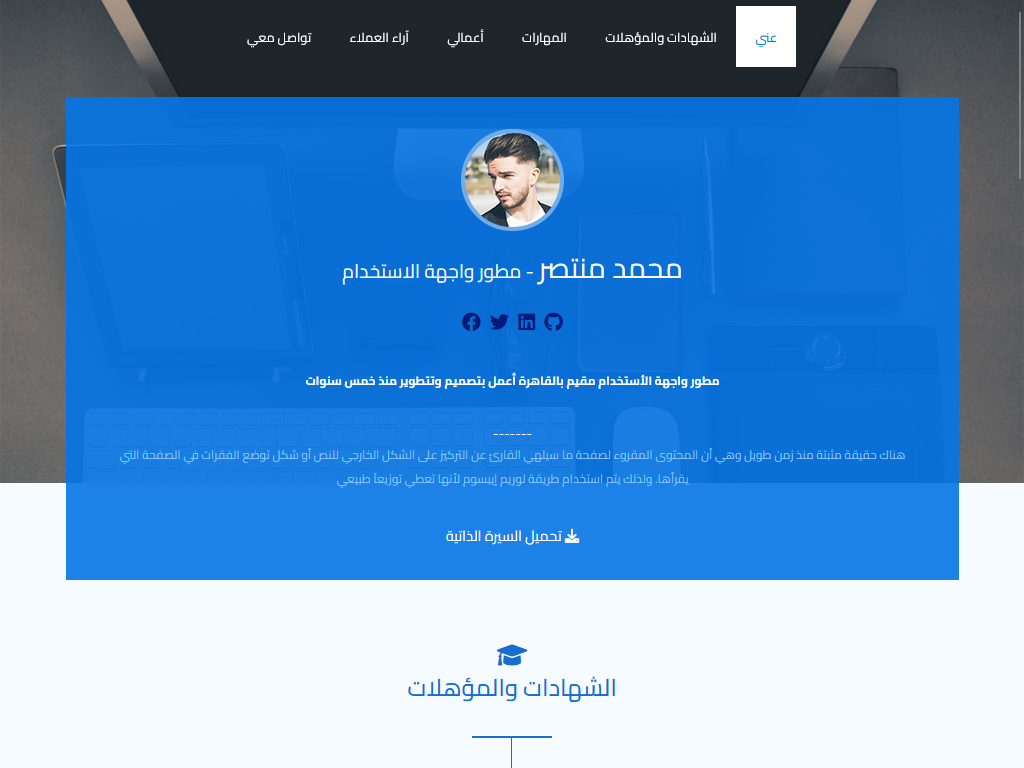 عني
الشهادات والمؤهلات
المهارات
أعمالي
آراء العملاء
تواصل معي
محمد منتصر - مطور واجهة الاستخدام
مطور واجهة الأستخدام مقيم بالقاهرة أعمل بتصميم وتتطوير منذ خمس سنوات
-------
هناك حقيقة مثبتة منذ زمن طويل وهي أن المحتوى المقروء لصفحة ما سيلهي القارئ عن التركيز على الشكل الخارجي للنص أو شكل توضع الفقرات في الصفحة التي
يقرأها. ولذلك يتم استخدام طريقة لوريم إيبسوم لأنها تعطي توزيعاَ طبيعي
تحميل السيرة الذاتية
الشهادات والمؤهلات